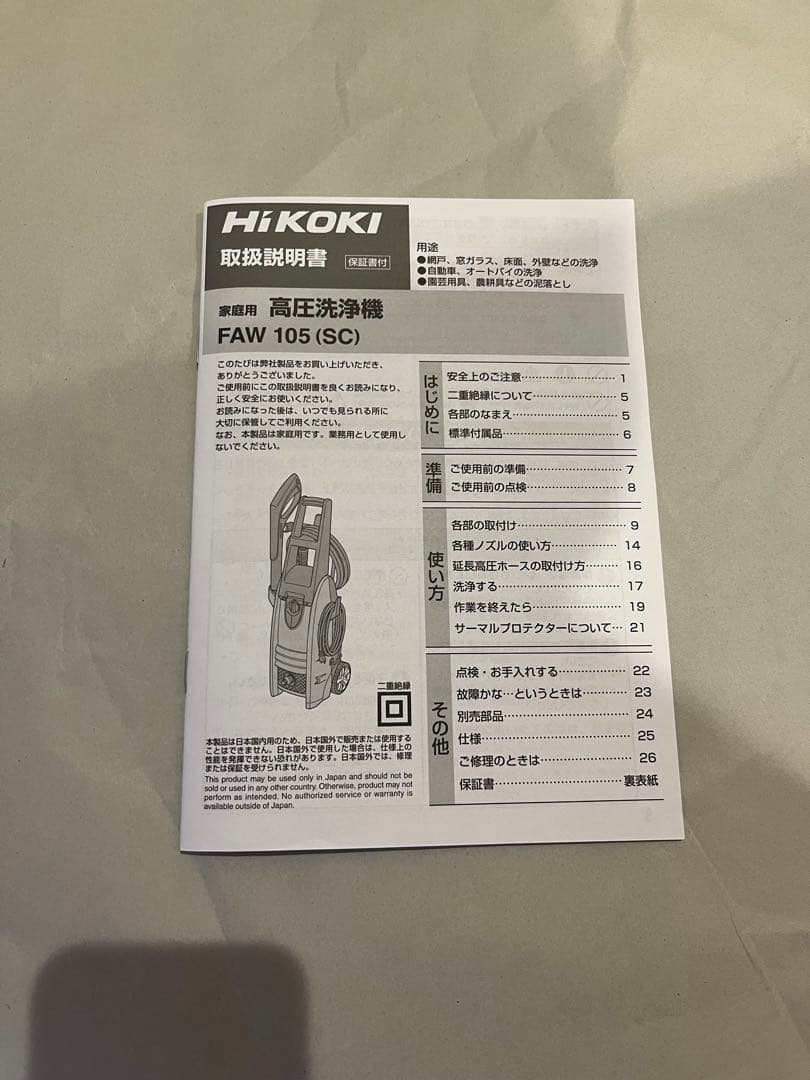 HiKOKI
取扱説明書 保証書付
用途
●網戸、窓ガラス、床面、外壁などの洗浄
●自動車、オートバイの洗浄
●園芸用具、農耕具などの泥落とし
家庭用 高圧洗浄機
FAW 105 (SC)
このたびは弊社製品をお買い上げいただき、
ありがとうございました。
ご使用前にこの取扱説明書を良くお読みになり、
正しく安全にお使いください。
お読みになった後は、いつでも見られる所に
大切に保管してご利用ください。
なお、本製品は家庭用です。業務用として使用し
ないでください。
二重絶縁
本製品は日本国内用のため、日本国外で販売または使用する
ことはできません。日本国外で使用した場合は、仕様上の
性能を発揮できない恐れがあります。日本国外では、修理
または保証を受けられません。
This product may be used only in Japan and should not be
sold or used in any other country. Otherwise, product may not
perform as intended. No authorized service or warranty is
available outside of Japan.
はじめに
安全上のご注意……………………… 1
二重絶縁について…………………… 5
各部のなまえ………………………… 5
標準付属品…………………………… 6
準備
ご使用前の準備……………………… 7
ご使用前の点検……………………… 8
使い方
各部の取付け………………………… 9
各種ノズルの使い方……………… 14
延長高圧ホースの取付け方……… 16
洗浄する…………………………… 17
作業を終えたら…………………… 19
サーマルプロテクターについて… 21
その他
点検・お手入れする……………… 22
故障かな…というときは………… 23
別売部品…………………………… 24
仕様………………………………… 25
ご修理のときは…………………… 26
保証書…………………………… 裏表紙